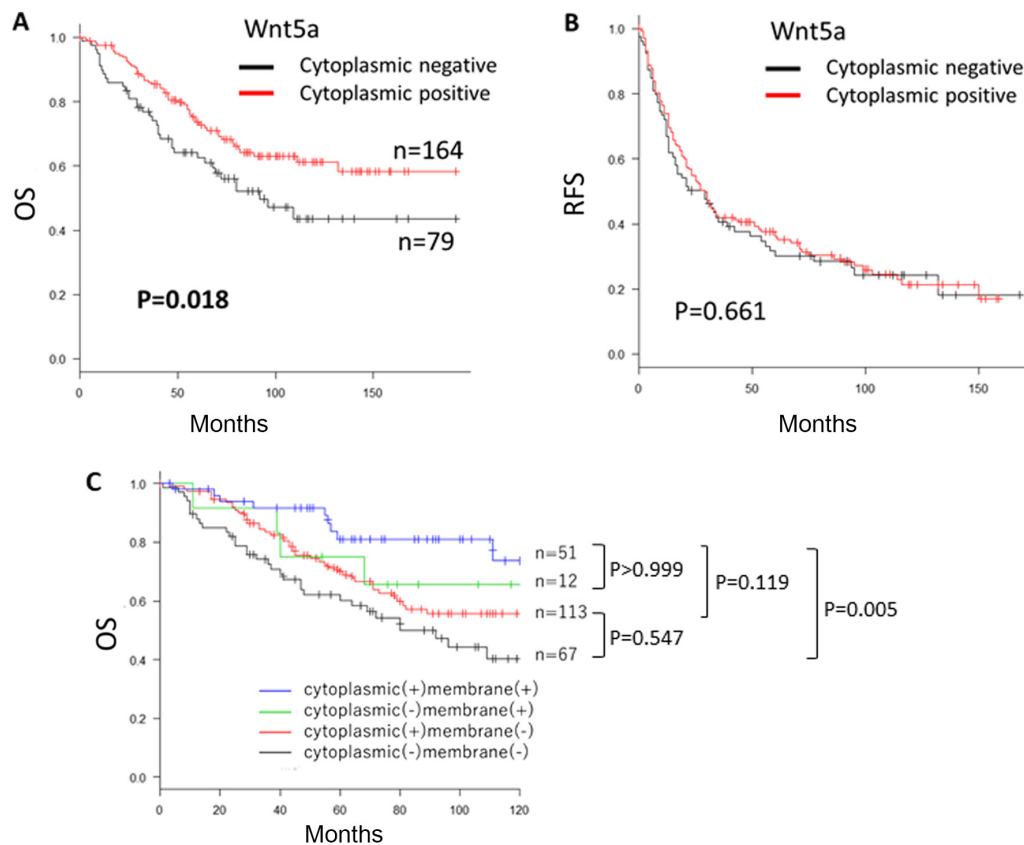 A
Wnt5a
Cytoplasmic negative
Cytoplasmic positive
OS
1.0
0.8
0.6
0.4
0.2
0.0
n=164
n=79
P=0.018
0 50 100 150
Months
B
Wnt5a
Cytoplasmic negative
Cytoplasmic positive
RFS
1.0
0.8
0.6
0.4
0.2
0.0
P=0.661
0 50 100 150
Months
C
OS
1.0
0.8
0.6
0.4
0.2
0.0
n=51
n=12
n=113
n=67
P>0.999
P=0.547
P=0.119
P=0.005
cytoplasmic(+)membrane(+)
cytoplasmic(-)membrane(+)
cytoplasmic(+)membrane(-)
cytoplasmic(-)membrane(-)
0 20 40 60 80 100 120
Months